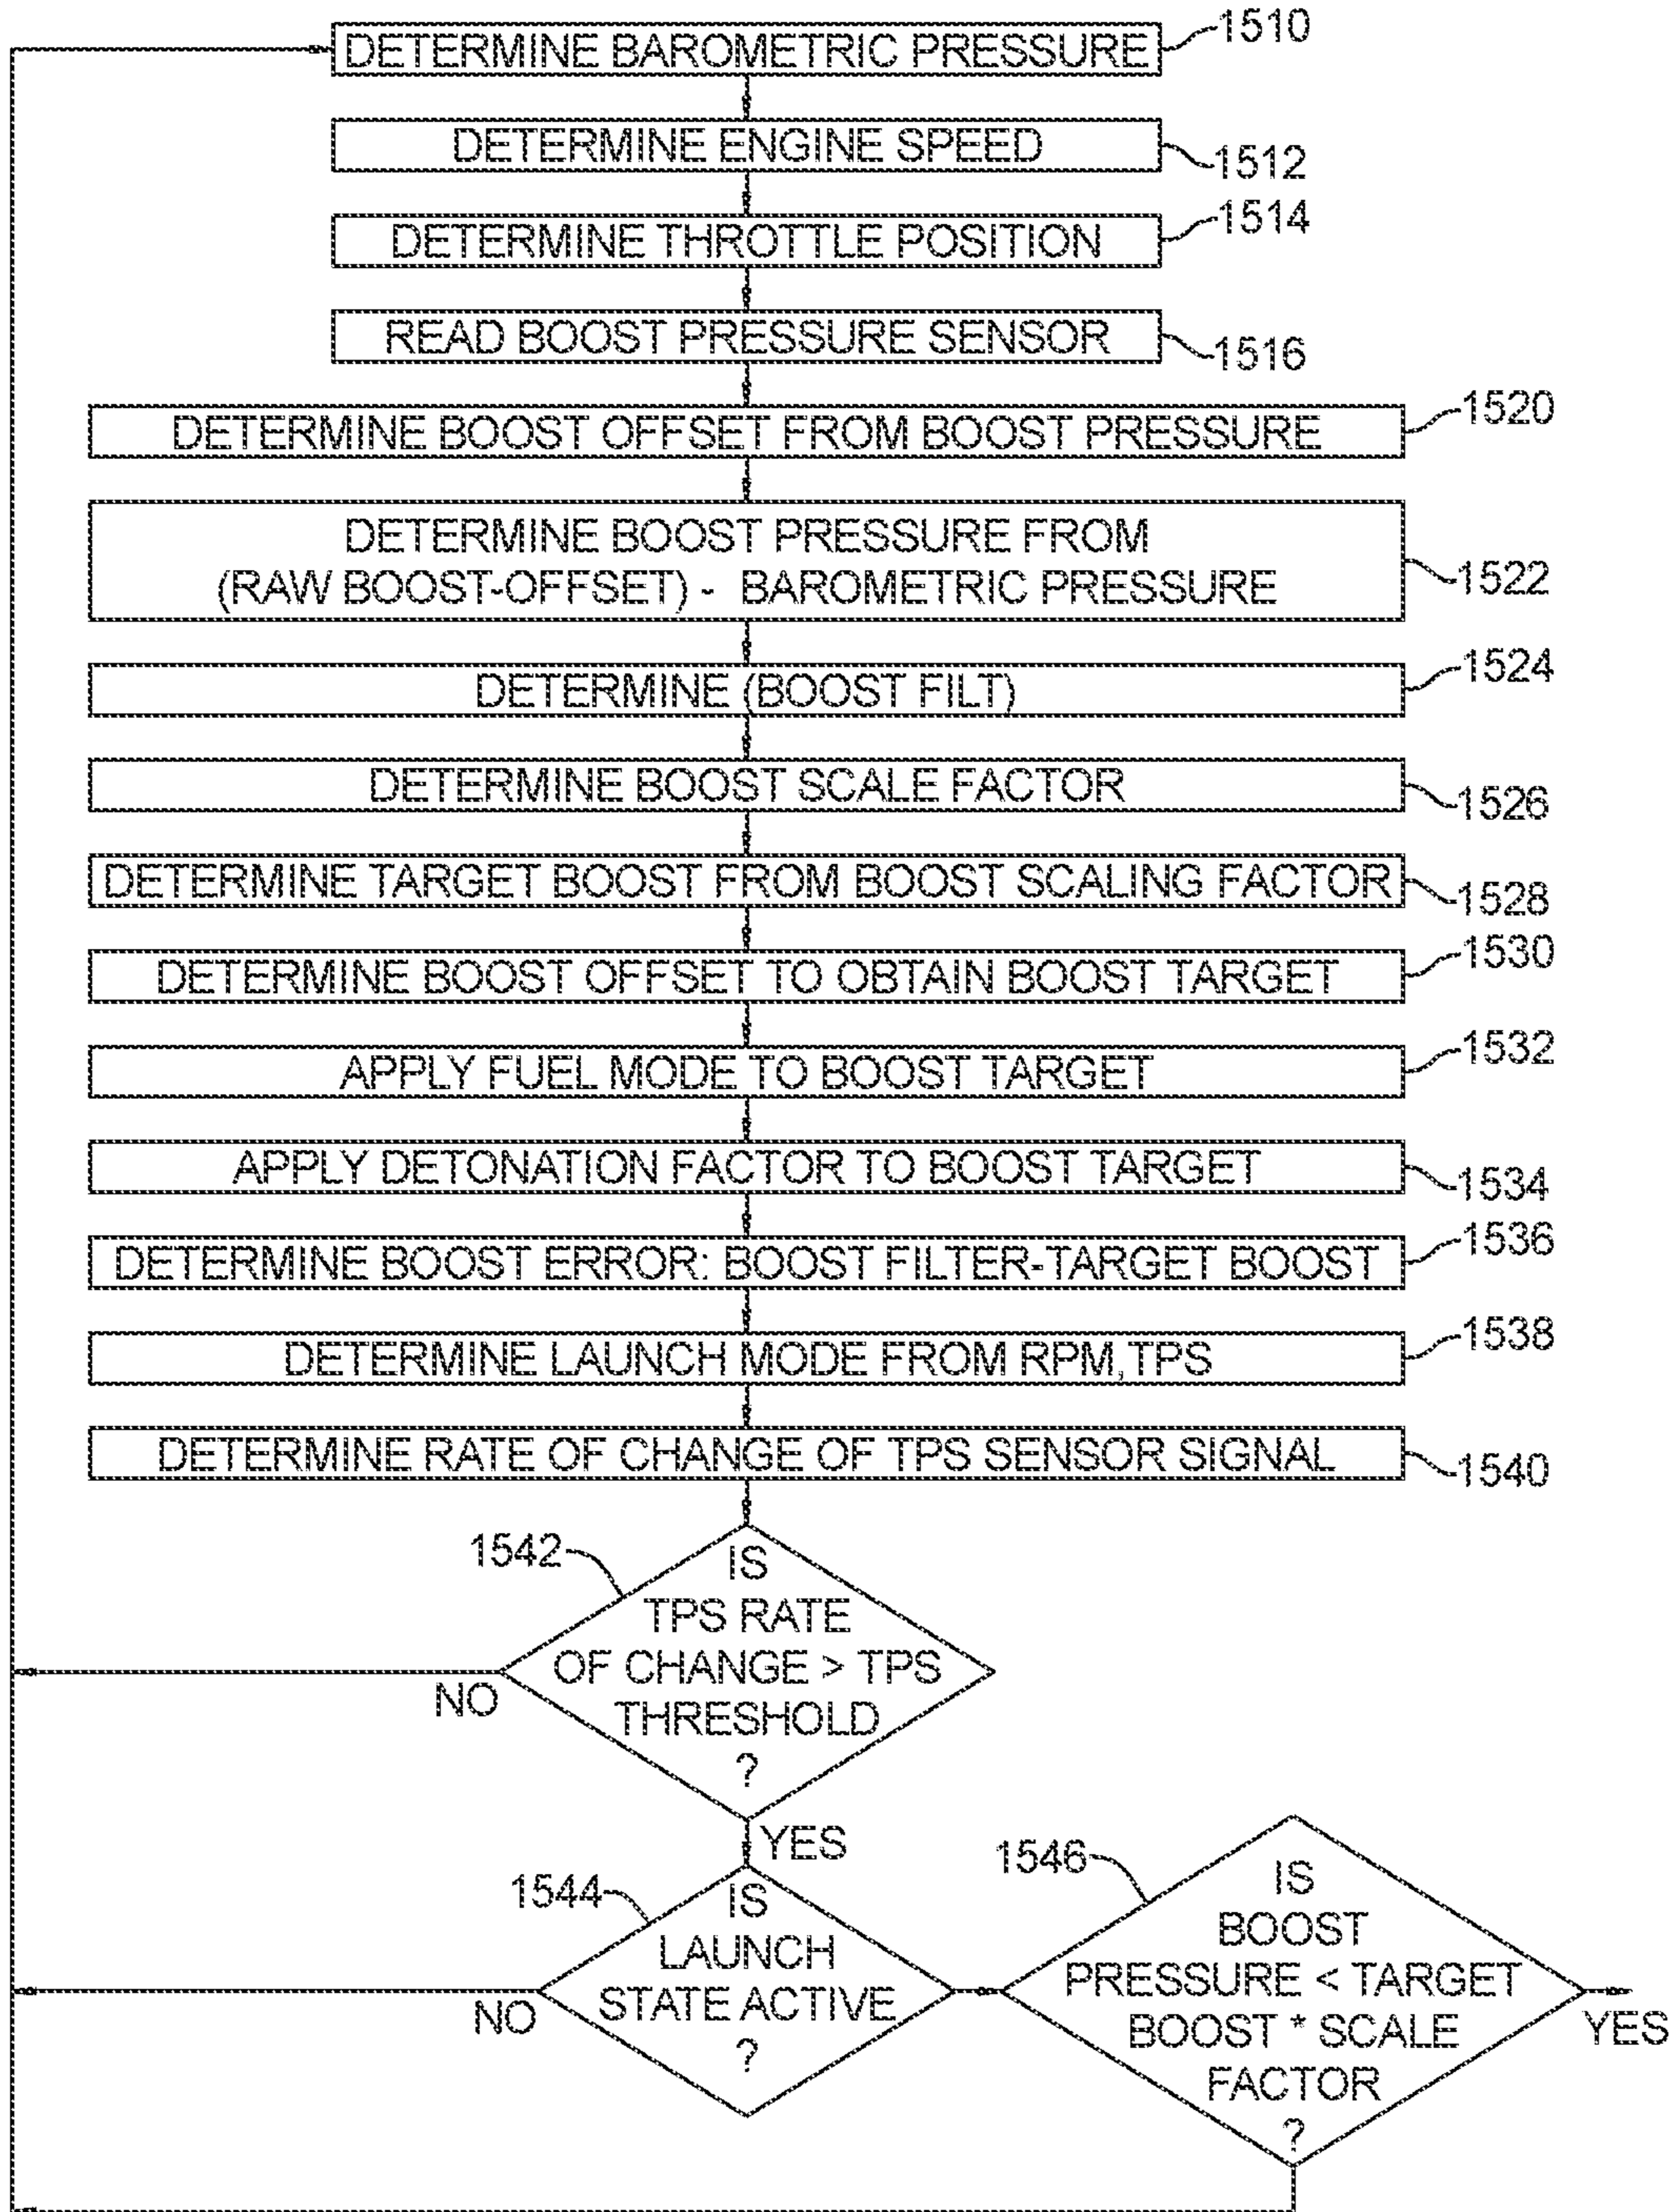 DETERMINE BAROMETRIC PRESSURE
1510
DETERMINE ENGINE SPEED
1512
DETERMINE THROTTLE POSITION
1514
READ BOOST PRESSURE SENSOR
1516
DETERMINE BOOST OFFSET FROM BOOST PRESSURE
1520
DETERMINE BOOST PRESSURE FROM
(RAW BOOST-OFFSET) - BAROMETRIC PRESSURE
1522
DETERMINE (BOOST FILT)
1524
DETERMINE BOOST SCALE FACTOR
1526
DETERMINE TARGET BOOST FROM BOOST SCALING FACTOR
1528
DETERMINE BOOST OFFSET TO OBTAIN BOOST TARGET
1530
APPLY FUEL MODE TO BOOST TARGET
1532
APPLY DETONATION FACTOR TO BOOST TARGET
1534
DETERMINE BOOST ERROR: BOOST FILTER-TARGET BOOST
1536
DETERMINE LAUNCH MODE FROM RPM,TPS
1538
DETERMINE RATE OF CHANGE OF TPS SENSOR SIGNAL
1540
1542
IS
TPS RATE
OF CHANGE > TPS
THRESHOLD
?
NO
YES
1544
IS
LAUNCH
STATE ACTIVE
?
NO
1546
IS
BOOST
PRESSURE < TARGET
BOOST * SCALE
FACTOR
?
YES